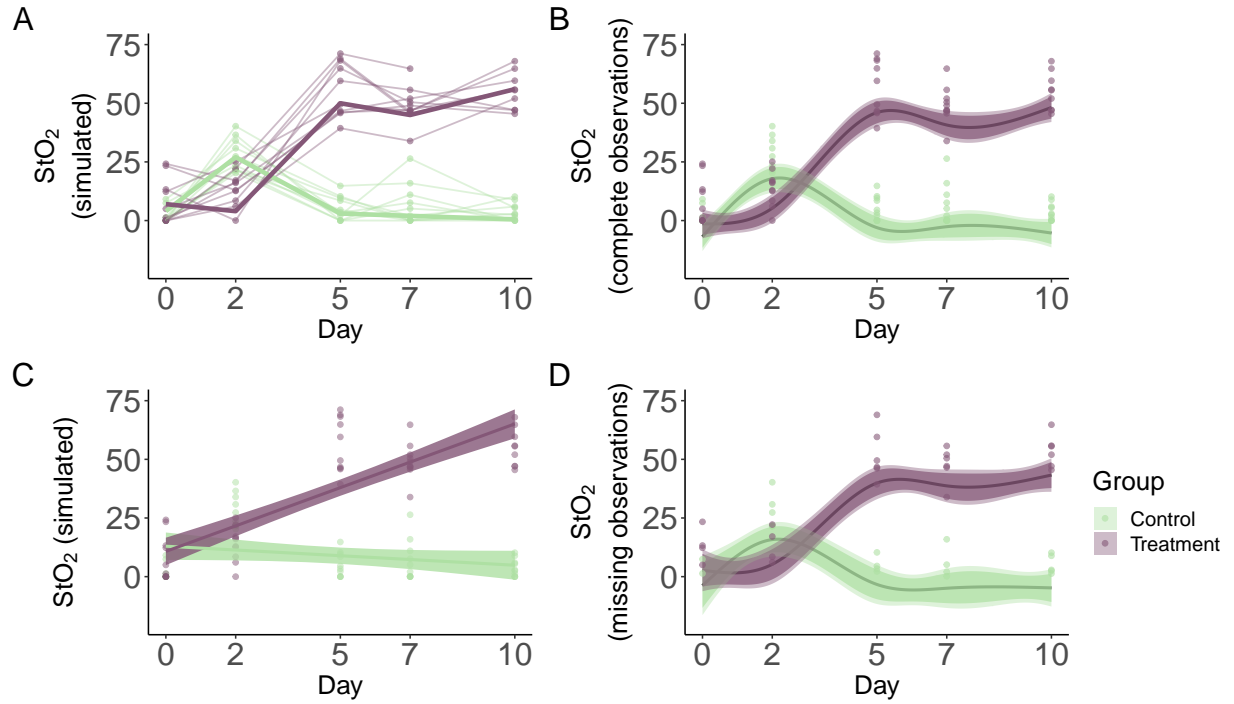 A
StO2
(simulated)
75
50
25
0
0 2 5 7 10
Day
B
StO2
(complete observations)
75
50
25
0
0 2 5 7 10
Day
C
StO2 (simulated)
75
50
25
0
0 2 5 7 10
Day
D
StO2
(missing observations)
75
50
25
0
0 2 5 7 10
Day
Group
Control
Treatment